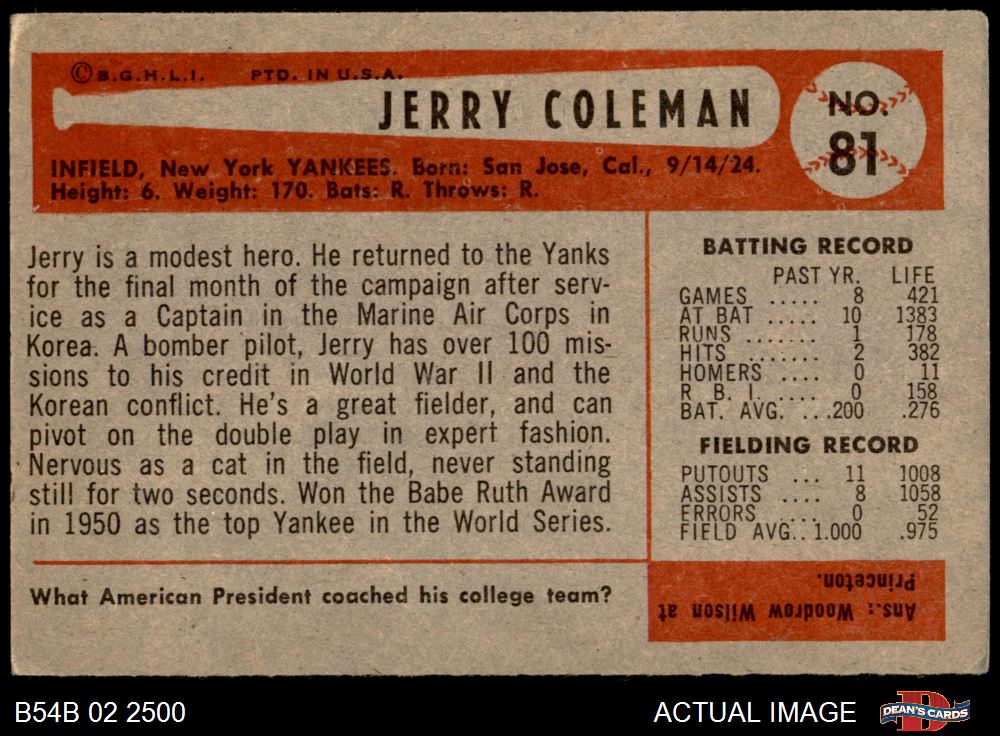 © B.G.H.L.I. PTD. IN U.S.A.
JERRY COLEMAN
NO.
81
INFIELD, New York YANKEES. Born: San Jose, Cal., 9/14/24.
Height: 6. Weight: 170. Bats: R. Throws: R.
Jerry is a modest hero. He returned to the Yanks
for the final month of the campaign after serv-
ice as a Captain in the Marine Air Corps in
Korea. A bomber pilot, Jerry has over 100 mis-
sions to his credit in World War II and the
Korean conflict. He's a great fielder, and can
pivot on the double play in expert fashion.
Nervous as a cat in the field, never standing
still for two seconds. Won the Babe Ruth Award
in 1950 as the top Yankee in the World Series.
What American President coached his college team?
BATTING RECORD
PAST YR. LIFE
GAMES ..... 8 421
AT BAT ..... 10 1383
RUNS ....... 1 178
HITS ....... 2 382
HOMERS .... 0 11
R. B. I. .... 0 158
BAT. AVG. ...200 .276
FIELDING RECORD
PUTOUTS ... 11 1008
ASSISTS .... 8 1058
ERRORS .... 0 52
FIELD AVG..1.000 .975
Ans.: Woodrow Wilson at
Princeton.
B54B 02 2500
ACTUAL IMAGE
D
DEAN'S CARDS